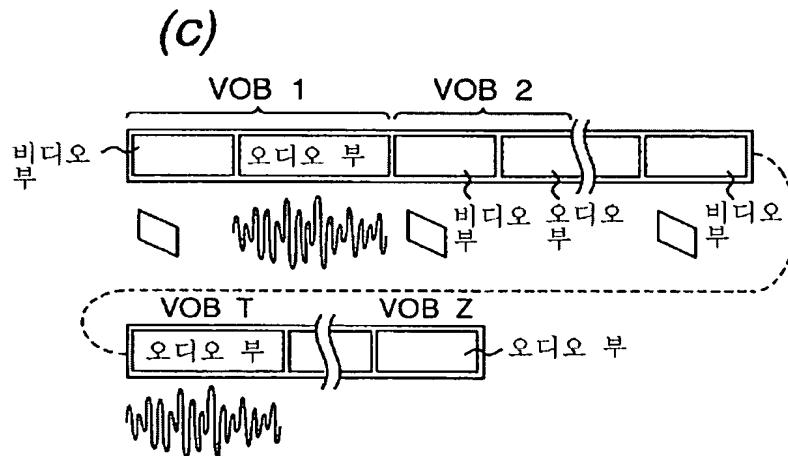 (c)
VOB 1
VOB 2
비디오
부
오디오 부
비디오
부
오디오
부
비디오
부
VOB T
VOB Z
오디오 부
오디오 부